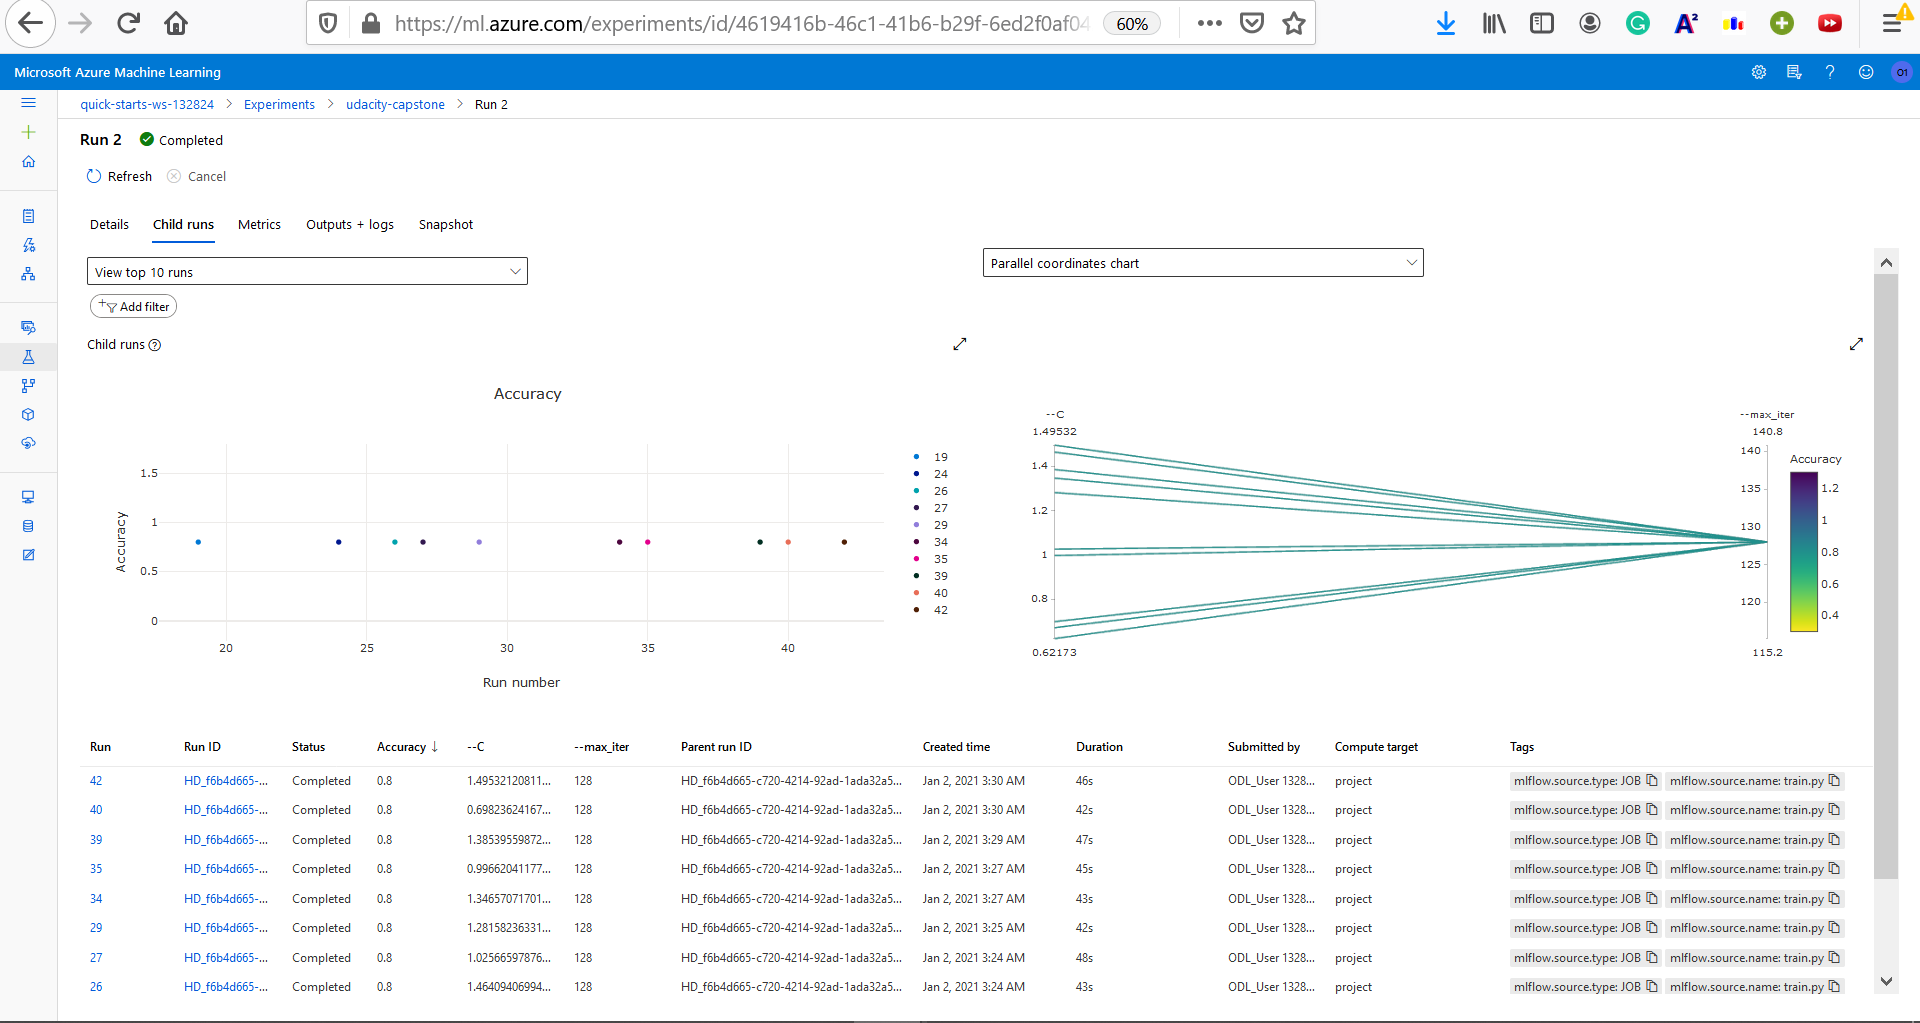 https://ml.azure.com/experiments/id/4619416b-46c1-41b6-b29f-6ed2f0af04 60%
Microsoft Azure Machine Learning
O1
quick-starts-ws-132824 > Experiments > udacity-capstone > Run 2
Run 2 Completed
Refresh Cancel
Details Child runs Metrics Outputs + logs Snapshot
View top 10 runs
Parallel coordinates chart
Add filter
Child runs
Accuracy
Accuracy
1.5
1
0.5
0
20 25 30 35 40
Run number
19
24
26
27
29
34
35
39
40
42
--C
1.49532
1.4
1.2
1
0.8
0.62173
--max_iter
140.8
140
135
130
125
120
115.2
Accuracy
1.2
1
0.8
0.6
0.4
Run Run ID Status Accuracy ↓ --C --max_iter Parent run ID Created time Duration Submitted by Compute target Tags
42 HD_f6b4d665-... Completed 0.8 1.49532120811... 128 HD_f6b4d665-c720-4214-92ad-1ada32a5... Jan 2, 2021 3:30 AM 46s ODL_User 1328... project mlflow.source.type: JOB mlflow.source.name: train.py
40 HD_f6b4d665-... Completed 0.8 0.69823624167... 128 HD_f6b4d665-c720-4214-92ad-1ada32a5... Jan 2, 2021 3:30 AM 42s ODL_User 1328... project mlflow.source.type: JOB mlflow.source.name: train.py
39 HD_f6b4d665-... Completed 0.8 1.38539559872... 128 HD_f6b4d665-c720-4214-92ad-1ada32a5... Jan 2, 2021 3:29 AM 47s ODL_User 1328... project mlflow.source.type: JOB mlflow.source.name: train.py
35 HD_f6b4d665-... Completed 0.8 0.99662041177... 128 HD_f6b4d665-c720-4214-92ad-1ada32a5... Jan 2, 2021 3:27 AM 45s ODL_User 1328... project mlflow.source.type: JOB mlflow.source.name: train.py
34 HD_f6b4d665-... Completed 0.8 1.34657071701... 128 HD_f6b4d665-c720-4214-92ad-1ada32a5... Jan 2, 2021 3:27 AM 43s ODL_User 1328... project mlflow.source.type: JOB mlflow.source.name: train.py
29 HD_f6b4d665-... Completed 0.8 1.28158236331... 128 HD_f6b4d665-c720-4214-92ad-1ada32a5... Jan 2, 2021 3:25 AM 42s ODL_User 1328... project mlflow.source.type: JOB mlflow.source.name: train.py
27 HD_f6b4d665-... Completed 0.8 1.02566597876... 128 HD_f6b4d665-c720-4214-92ad-1ada32a5... Jan 2, 2021 3:24 AM 48s ODL_User 1328... project mlflow.source.type: JOB mlflow.source.name: train.py
26 HD_f6b4d665-... Completed 0.8 1.46409406994... 128 HD_f6b4d665-c720-4214-92ad-1ada32a5... Jan 2, 2021 3:24 AM 43s ODL_User 1328... project mlflow.source.type: JOB mlflow.source.name: train.py